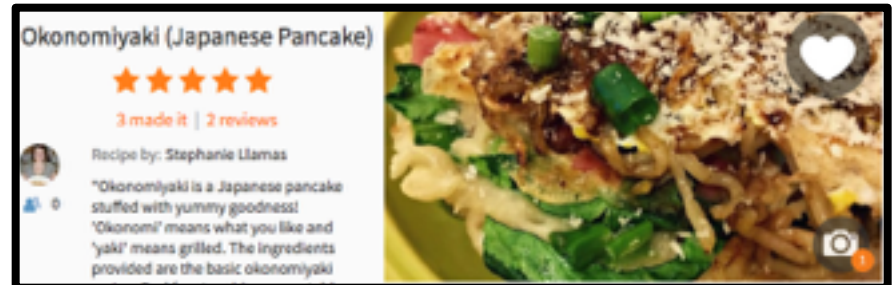 Okonomiyaki (Japanese Pancake)
3 made it | 2 reviews
Recipe by: Stephanie Llamas
"Okonomiyaki is a Japanese pancake
stuffed with yummy goodness!
'Okonomi' means what you like and
'yaki' means grilled. The ingredients
provided are the basic okonomiyaki
0
1